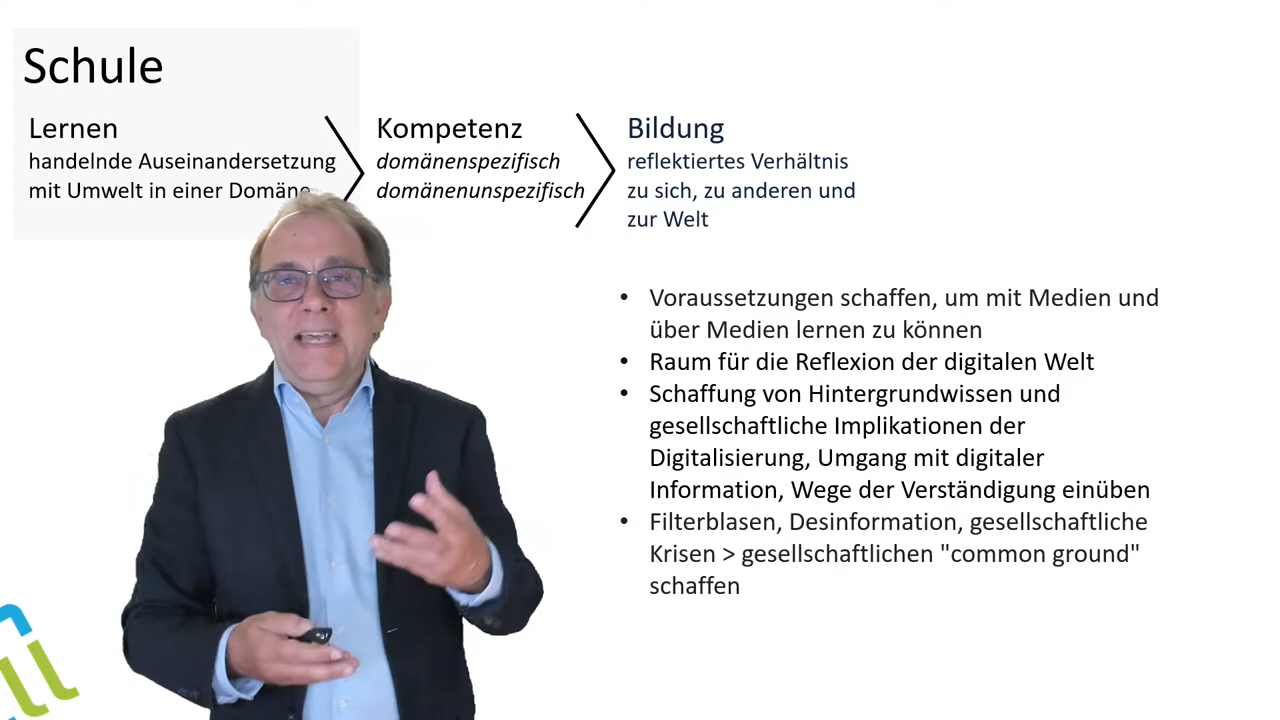 Schule
Lernen
handelnde Auseinandersetzung
mit Umwelt in einer Domäne
Kompetenz
domänenspezifisch
domänenunspezifisch
Bildung
reflektiertes Verhältnis
zu sich, zu anderen und
zur Welt
• Voraussetzungen schaffen, um mit Medien und
über Medien lernen zu können
• Raum für die Reflexion der digitalen Welt
• Schaffung von Hintergrundwissen und
gesellschaftliche Implikationen der
Digitalisierung, Umgang mit digitaler
Information, Wege der Verständigung einüben
• Filterblasen, Desinformation, gesellschaftliche
Krisen > gesellschaftlichen "common ground"
schaffen